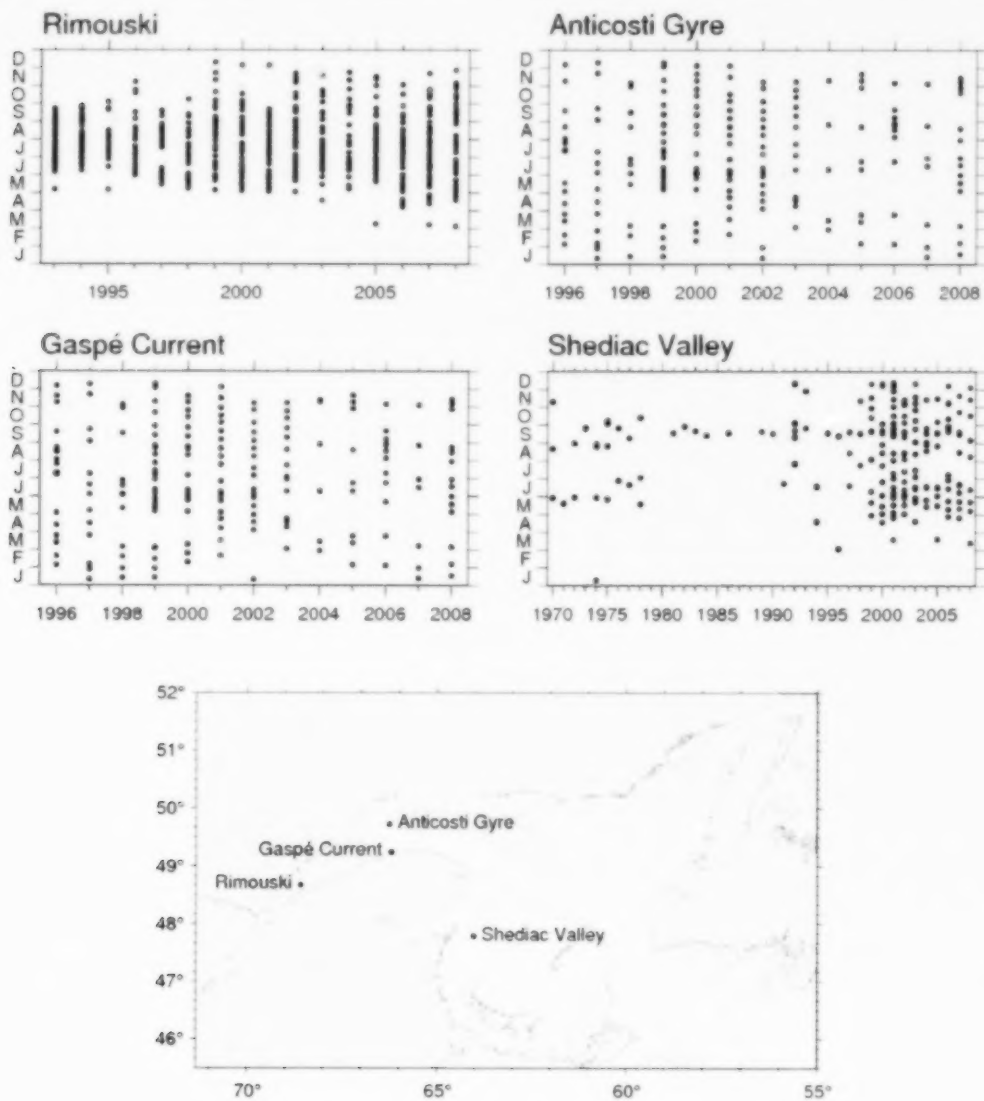 Rimouski
D
N
O
S
A
J
J
M
A
M
F
J
1995 2000 2005
Anticosti Gyre
D
N
O
S
A
J
J
M
A
M
F
J
1996 1998 2000 2002 2004 2006 2008
Gaspé Current
D
N
O
S
A
J
J
M
A
M
F
J
1996 1998 2000 2002 2004 2006 2008
Shediac Valley
D
N
O
S
A
J
J
M
A
M
F
J
1970 1975 1980 1985 1990 1995 2000 2005
52°
51°
50°
49°
48°
47°
46°
Anticosti Gyre
Gaspé Current
Rimouski
Shediac Valley
70° 65° 60° 55°